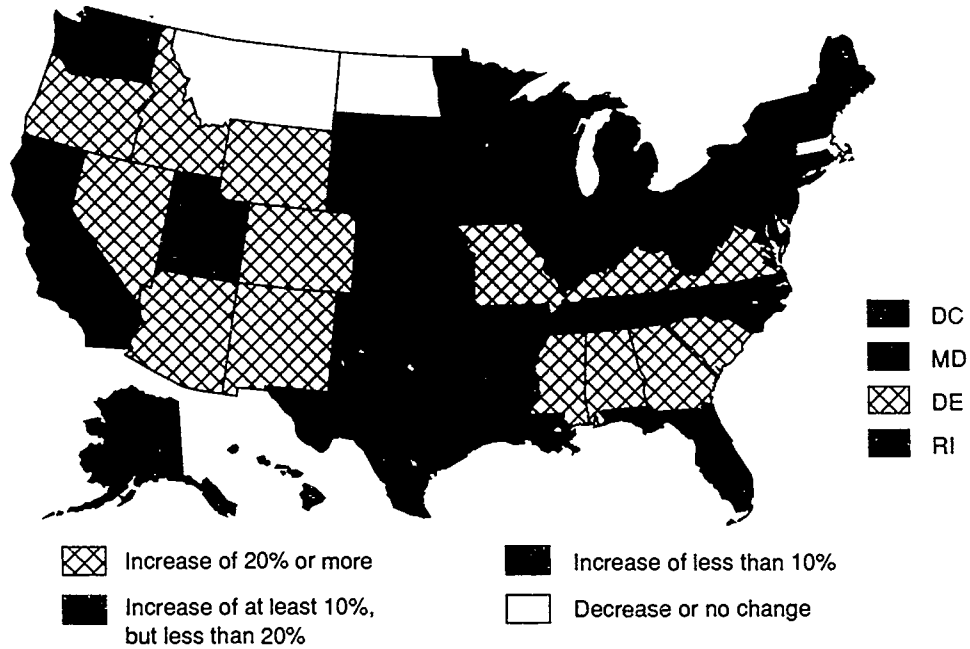 DC
MD
DE
RI
Increase of 20% or more
Increase of at least 10%,
but less than 20%
Increase of less than 10%
Decrease or no change